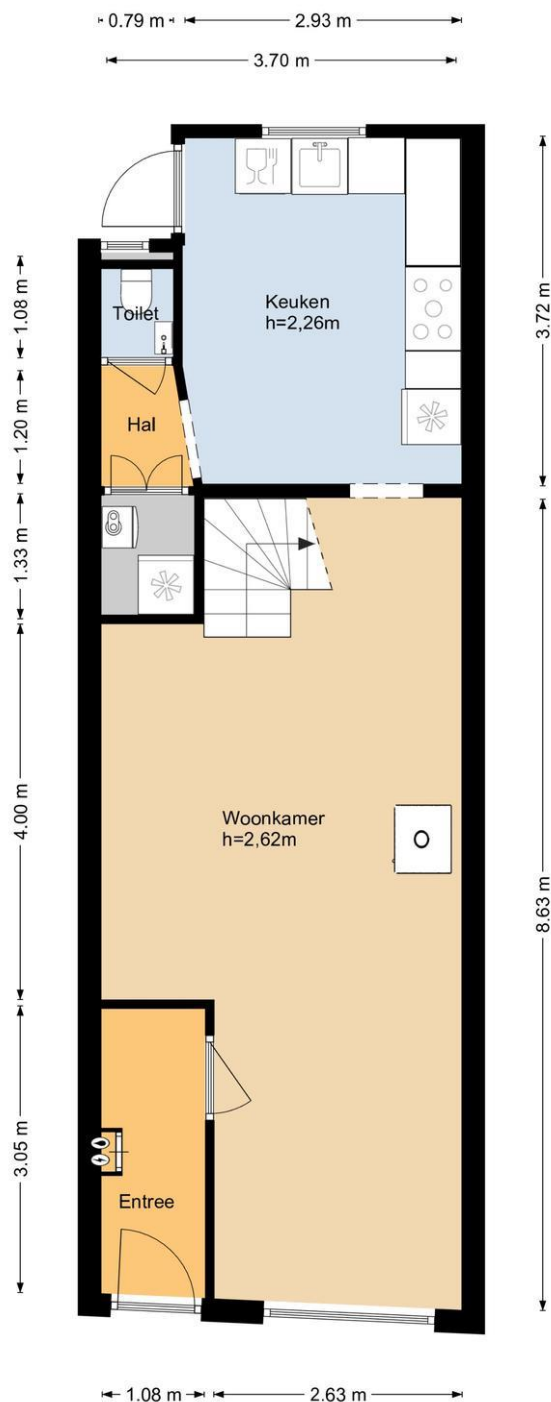 0.79 m
2.93 m
3.70 m
1.08 m
3.72 m
Toilet
Keuken
h=2,26m
1.20 m
Hal
1.33 m
4.00 m
Woonkamer
h=2,62m
8.63 m
3.05 m
Entree
1.08 m
2.63 m